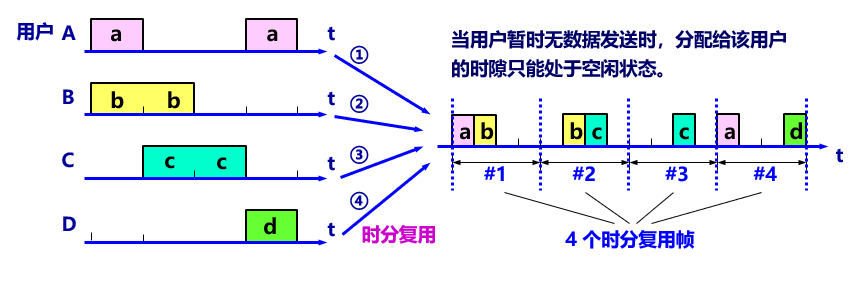 用户 A a a t
①
当用户暂时无数据发送时，分配给该用户
的时隙只能处于空闲状态。
B b b t
②
a b b c c a d
C c c t
③
t
#1 #2 #3 #4
④
D d t
时分复用
4 个时分复用帧